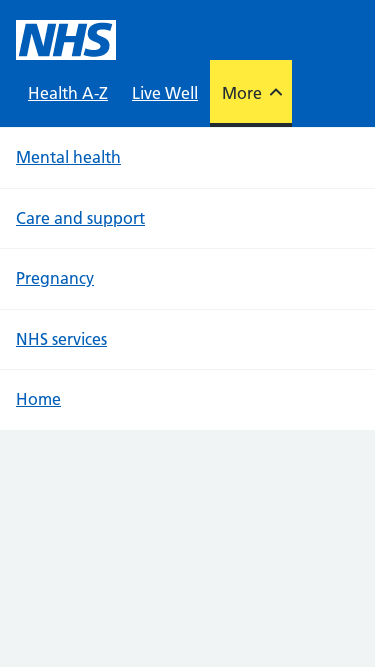 NHS
Health A-Z Live Well More
Mental health
Care and support
Pregnancy
NHS services
Home